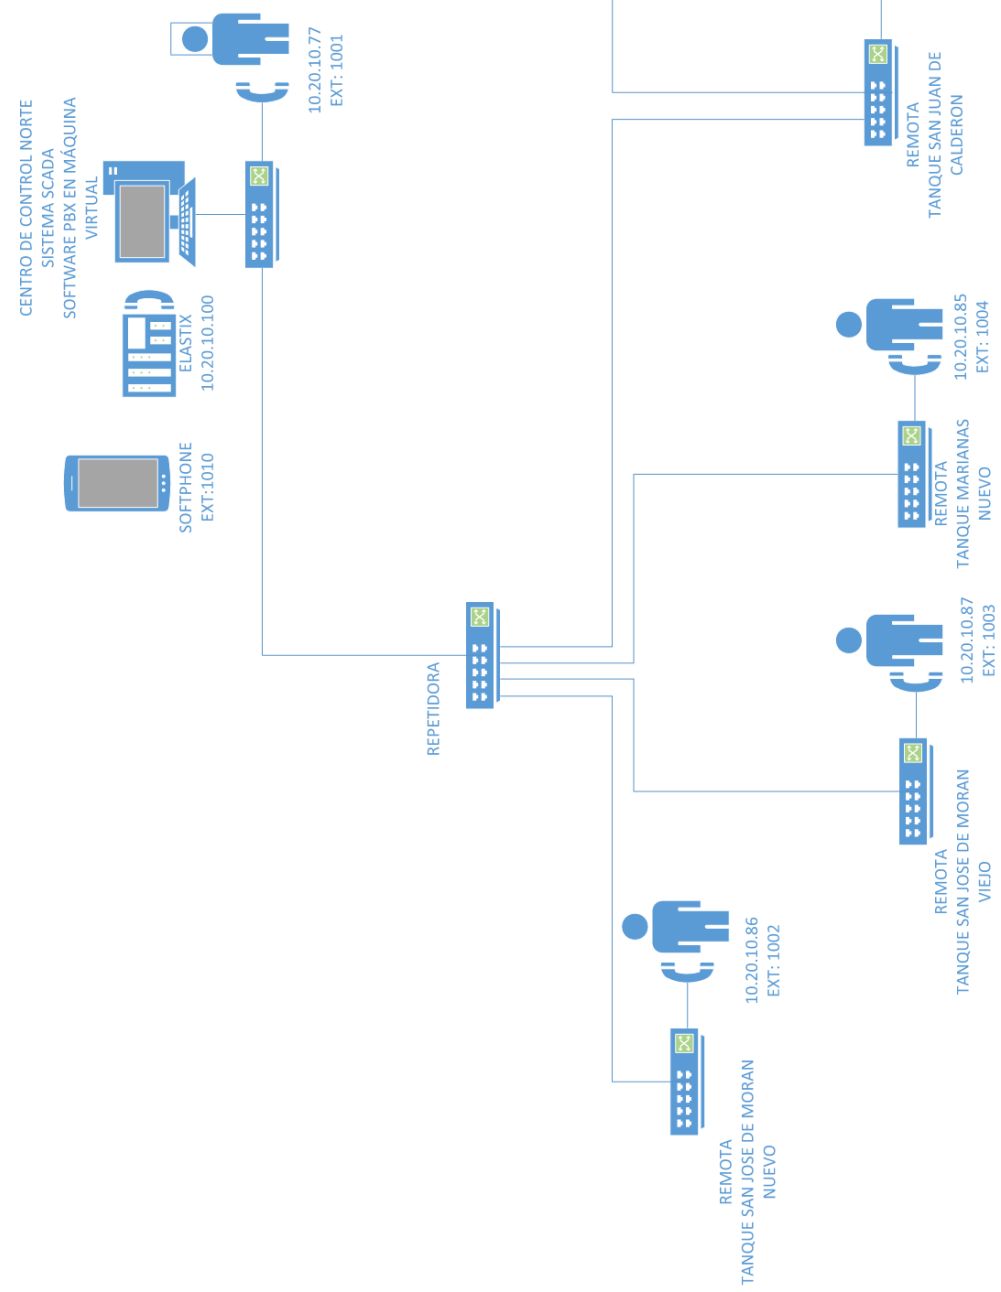 CENTRO DE CONTROL NORTE
SISTEMA SCADA
SOFTWARE PBX EN MÁQUINA
VIRTUAL
10.20.10.77
EXT: 1001
ELASTIX
10.20.10.100
SOFTPHONE
EXT:1010
REPETIDORA
REMOTA
TANQUE SAN JOSE DE MORAN
NUEVO
10.20.10.86
EXT: 1002
REMOTA
TANQUE SAN JOSE DE MORAN
VIEJO
10.20.10.87
EXT: 1003
REMOTA
TANQUE MARIANAS
NUEVO
10.20.10.85
EXT: 1004
REMOTA
TANQUE SAN JUAN DE
CALDERON